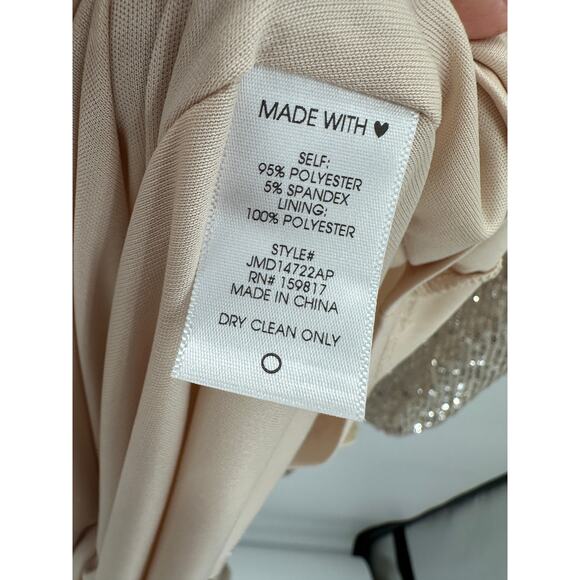 MADE WITH ♥
SELF:
95% POLYESTER
5% SPANDEX
LINING:
100% POLYESTER
STYLE#
JMD14722AP
RN# 159817
MADE IN CHINA
DRY CLEAN ONLY